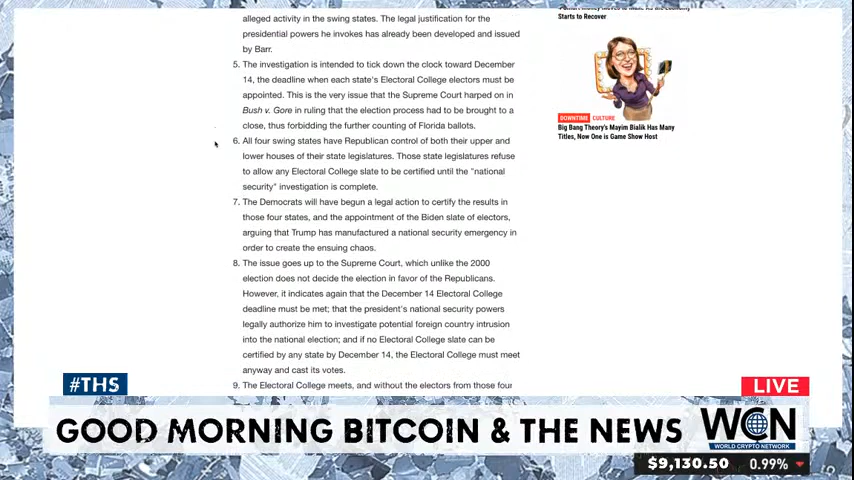 alleged activity in the swing states. The legal justification for the
presidential powers he invokes has already been developed and issued
by Barr.
5. The investigation is intended to tick down the clock toward December
14, the deadline when each state's Electoral College electors must be
appointed. This is the very issue that the Supreme Court harped on in
Bush v. Gore in ruling that the election process had to be brought to a
close, thus forbidding the further counting of Florida ballots.
6. All four swing states have Republican control of both their upper and
lower houses of their state legislatures. Those state legislatures refuse
to allow any Electoral College slate to be certified until the "national
security" investigation is complete.
7. The Democrats will have begun a legal action to certify the results in
those four states, and the appointment of the Biden slate of electors,
arguing that Trump has manufactured a national security emergency in
order to create the ensuing chaos.
8. The issue goes up to the Supreme Court, which unlike the 2000
election does not decide the election in favor of the Republicans.
However, it indicates again that the December 14 Electoral College
deadline must be met; that the president's national security powers
legally authorize him to investigate potential foreign country intrusion
into the national election; and if no Electoral College slate can be
certified by any state by December 14, the Electoral College must meet
anyway and cast its votes.
9. The Electoral College meets, and without the electors from those four
Starts to Recover
DOWNTIME CULTURE
Big Bang Theory's Mayim Bialik Has Many
Titles, Now One is Game Show Host
#THS
LIVE
GOOD MORNING BITCOIN & THE NEWS
WCN
WORLD CRYPTO NETWORK
$9,130.50 0.99%